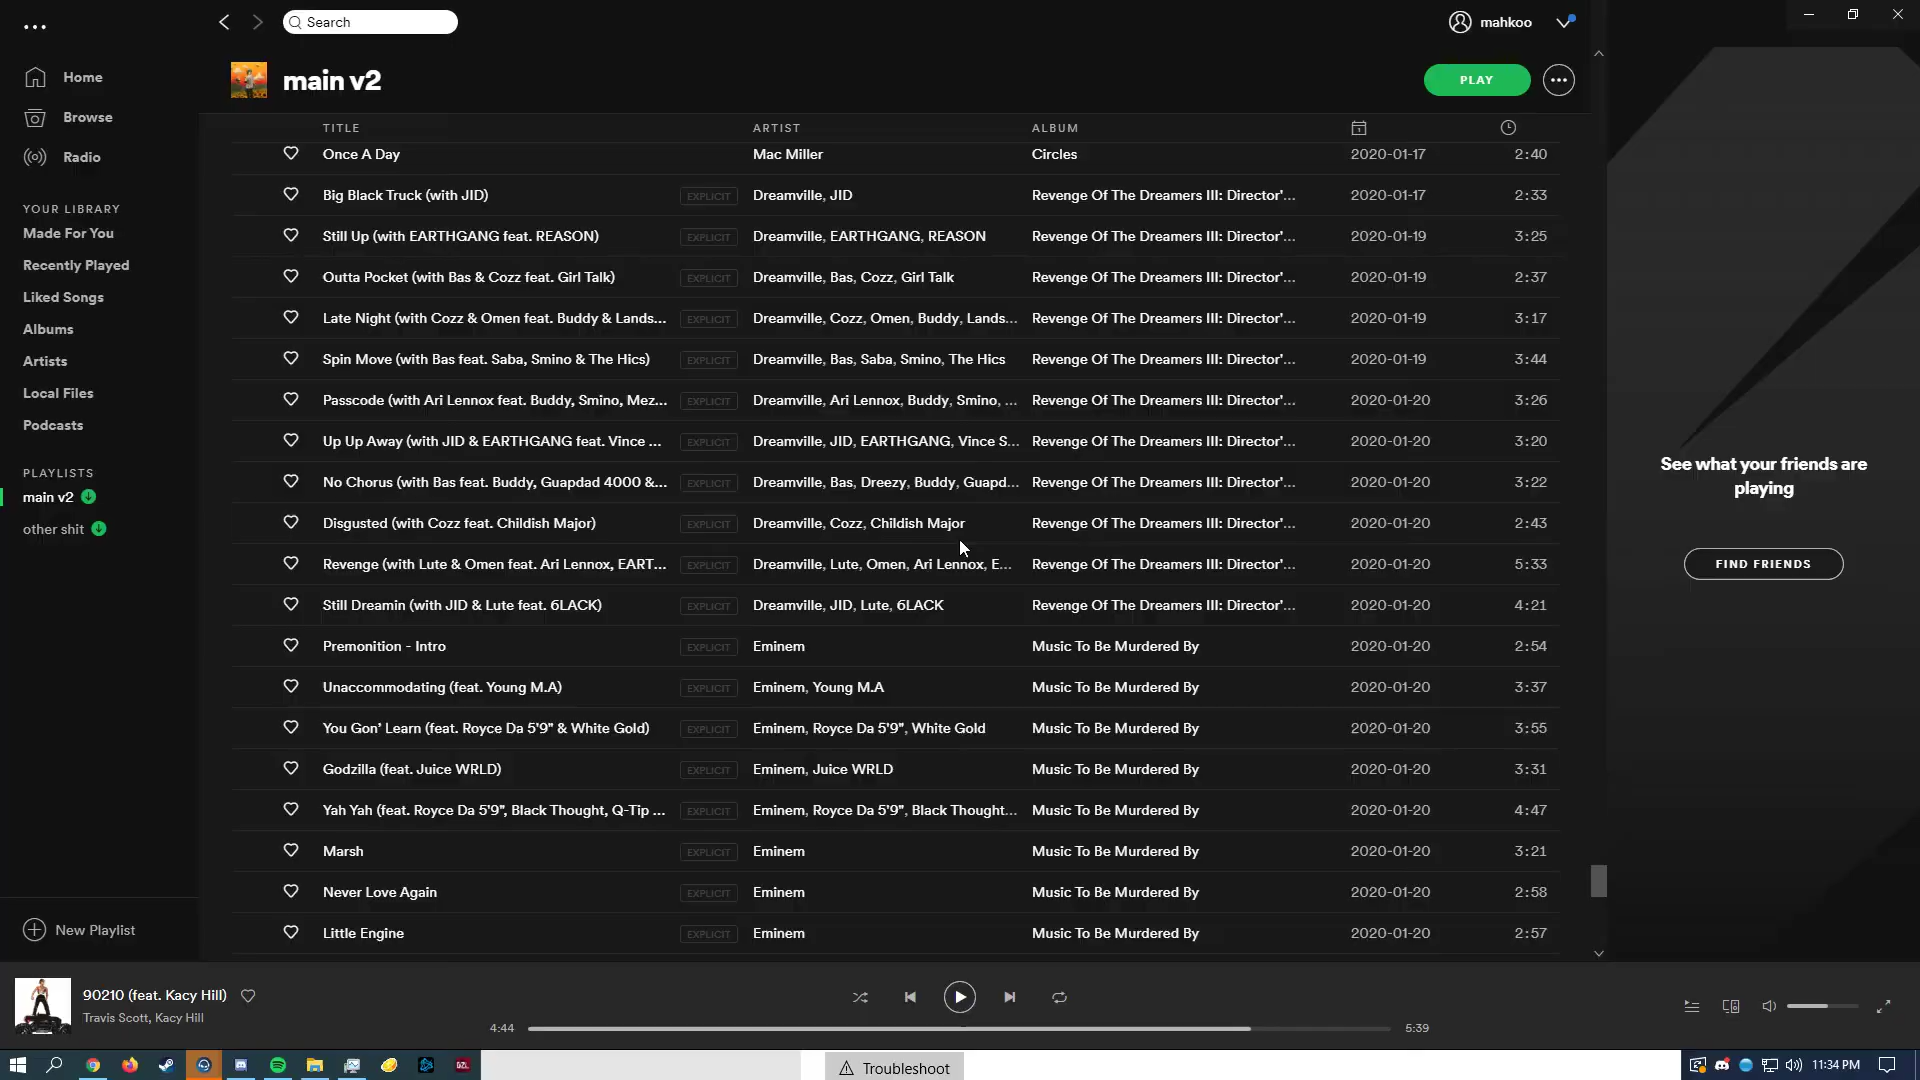 Search
mahkoo
Home
Browse
Radio
YOUR LIBRARY
Made For You
Recently Played
Liked Songs
Albums
Artists
Local Files
Podcasts
PLAYLISTS
main v2
other shit
New Playlist
main v2
PLAY
TITLE ARTIST ALBUM
Once A Day Mac Miller Circles 2020-01-17 2:40
Big Black Truck (with JID) EXPLICIT Dreamville, JID Revenge Of The Dreamers III: Director'... 2020-01-17 2:33
Still Up (with EARTHGANG feat. REASON) EXPLICIT Dreamville, EARTHGANG, REASON Revenge Of The Dreamers III: Director'... 2020-01-19 3:25
Outta Pocket (with Bas & Cozz feat. Girl Talk) EXPLICIT Dreamville, Bas, Cozz, Girl Talk Revenge Of The Dreamers III: Director'... 2020-01-19 2:37
Late Night (with Cozz & Omen feat. Buddy & Lands... EXPLICIT Dreamville, Cozz, Omen, Buddy, Lands... Revenge Of The Dreamers III: Director'... 2020-01-19 3:17
Spin Move (with Bas feat. Saba, Smino & The Hics) EXPLICIT Dreamville, Bas, Saba, Smino, The Hics Revenge Of The Dreamers III: Director'... 2020-01-19 3:44
Passcode (with Ari Lennox feat. Buddy, Smino, Mez... EXPLICIT Dreamville, Ari Lennox, Buddy, Smino, ... Revenge Of The Dreamers III: Director'... 2020-01-20 3:26
Up Up Away (with JID & EARTHGANG feat. Vince ... EXPLICIT Dreamville, JID, EARTHGANG, Vince S... Revenge Of The Dreamers III: Director'... 2020-01-20 3:20
No Chorus (with Bas feat. Buddy, Guapdad 4000 &... EXPLICIT Dreamville, Bas, Dreezy, Buddy, Guapd... Revenge Of The Dreamers III: Director'... 2020-01-20 3:22
Disgusted (with Cozz feat. Childish Major) EXPLICIT Dreamville, Cozz, Childish Major Revenge Of The Dreamers III: Director'... 2020-01-20 2:43
Revenge (with Lute & Omen feat. Ari Lennox, EART... EXPLICIT Dreamville, Lute, Omen, Ari Lennox, E... Revenge Of The Dreamers III: Director'... 2020-01-20 5:33
Still Dreamin (with JID & Lute feat. 6LACK) EXPLICIT Dreamville, JID, Lute, 6LACK Revenge Of The Dreamers III: Director'... 2020-01-20 4:21
Premonition - Intro EXPLICIT Eminem Music To Be Murdered By 2020-01-20 2:54
Unaccommodating (feat. Young M.A) EXPLICIT Eminem, Young M.A Music To Be Murdered By 2020-01-20 3:37
You Gon’ Learn (feat. Royce Da 5'9” & White Gold) EXPLICIT Eminem, Royce Da 5'9”, White Gold Music To Be Murdered By 2020-01-20 3:55
Godzilla (feat. Juice WRLD) EXPLICIT Eminem, Juice WRLD Music To Be Murdered By 2020-01-20 3:31
Yah Yah (feat. Royce Da 5'9”, Black Thought, Q-Tip ... EXPLICIT Eminem, Royce Da 5'9”, Black Thought... Music To Be Murdered By 2020-01-20 4:47
Marsh EXPLICIT Eminem Music To Be Murdered By 2020-01-20 3:21
Never Love Again EXPLICIT Eminem Music To Be Murdered By 2020-01-20 2:58
Little Engine EXPLICIT Eminem Music To Be Murdered By 2020-01-20 2:57
See what your friends are
playing
FIND FRIENDS
90210 (feat. Kacy Hill)
Travis Scott, Kacy Hill
4:44 5:39
Troubleshoot
11:34 PM